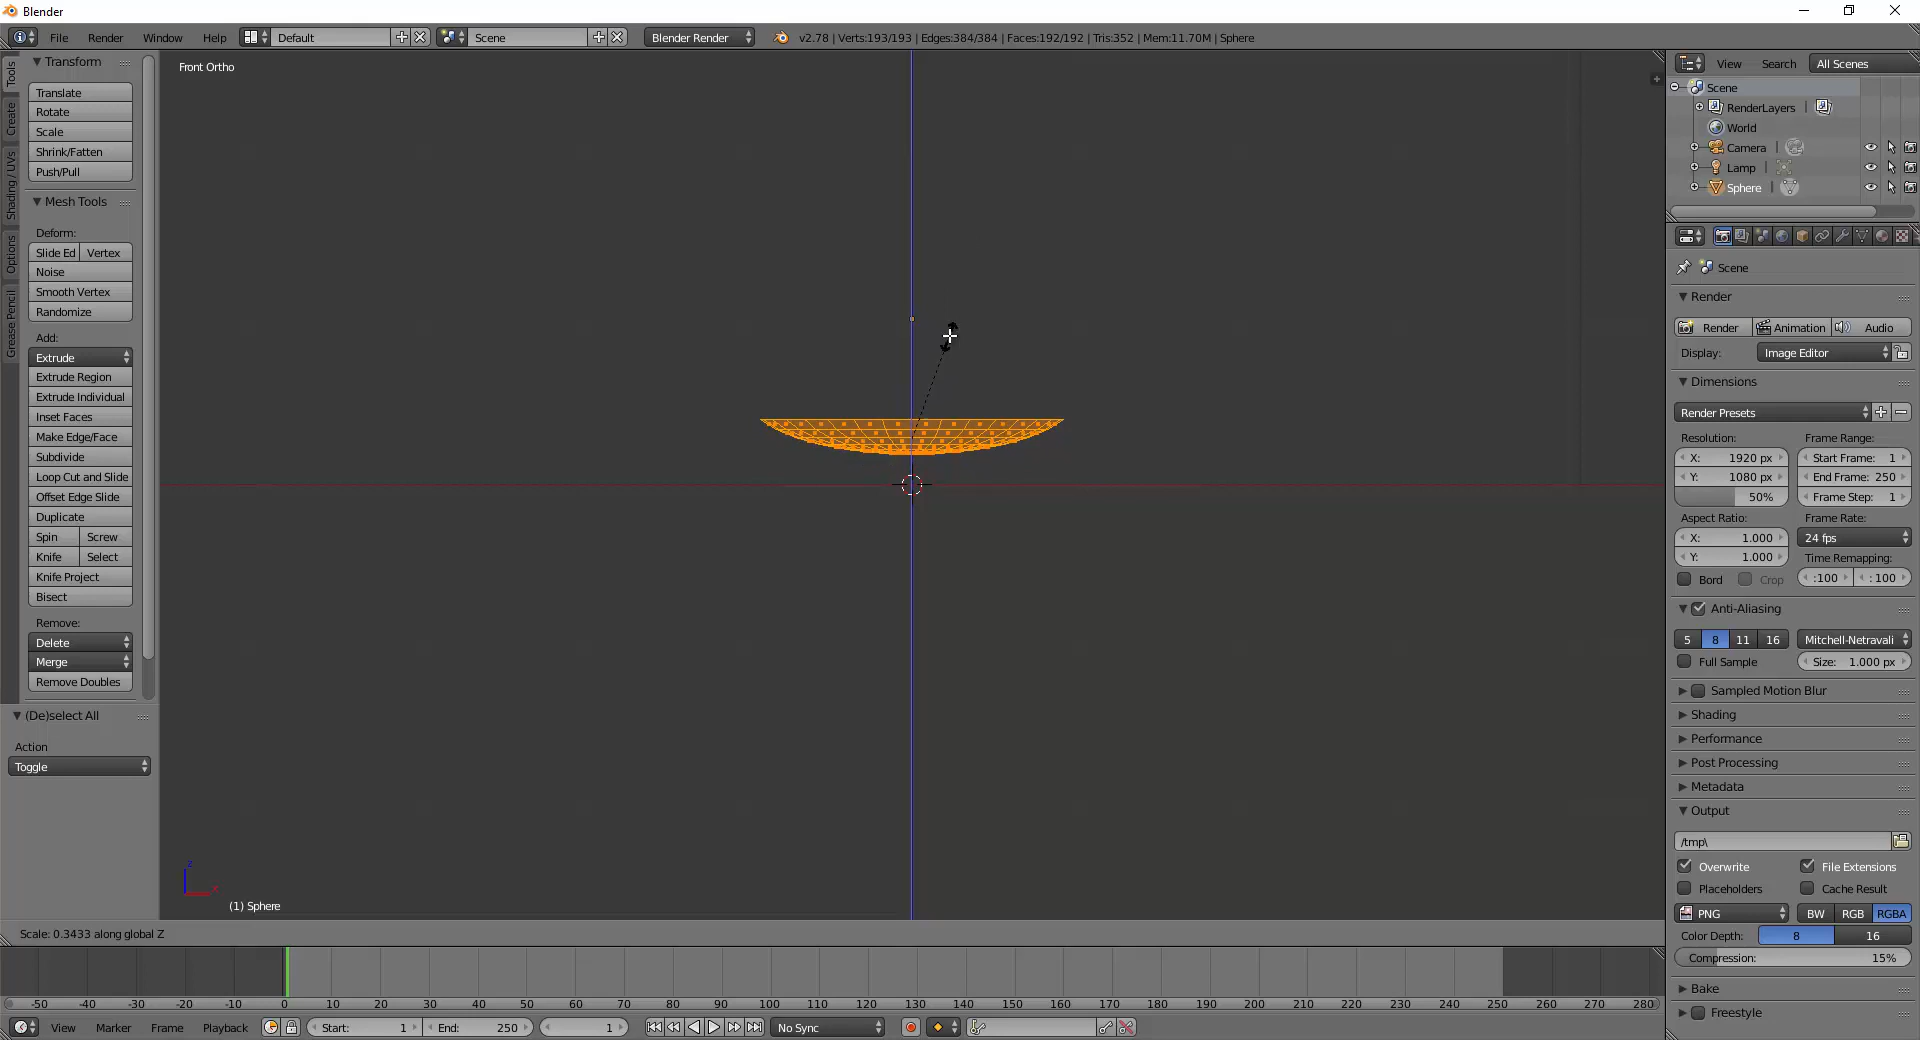 Blender
File Render Window Help Default Scene Blender Render v2.78 | Verts:193/193 | Edges:384/384 | Faces:192/192 | Tris:352 | Mem:11.70M | Sphere
Tools
Create
Shading / UVs
Options
Grease Pencil
Transform
Translate
Rotate
Scale
Shrink/Fatten
Push/Pull
Mesh Tools
Deform:
Slide Ed Vertex
Noise
Smooth Vertex
Randomize
Add:
Extrude
Extrude Region
Extrude Individual
Inset Faces
Make Edge/Face
Subdivide
Loop Cut and Slide
Offset Edge Slide
Duplicate
Spin Screw
Knife Select
Knife Project
Bisect
Remove:
Delete
Merge
Remove Doubles
(De)select All
Action
Toggle
Front Ortho
z
x
(1) Sphere
Scale: 0.3433 along global Z
View Search All Scenes
Scene
RenderLayers |
World
Camera |
Lamp |
Sphere |
Scene
Render
Render Animation Audio
Display: Image Editor
Dimensions
Render Presets
Resolution: Frame Range:
X: 1920 px Start Frame: 1
Y: 1080 px End Frame: 250
50% Frame Step: 1
Aspect Ratio: Frame Rate:
X: 1.000 24 fps
Y: 1.000 Time Remapping:
Bord Crop :100 : 100
Anti-Aliasing
5 8 11 16 Mitchell-Netravali
Full Sample Size: 1.000 px
Sampled Motion Blur
Shading
Performance
Post Processing
Metadata
Output
/tmp\
Overwrite File Extensions
Placeholders Cache Result
PNG BW RGB RGBA
Color Depth: 8 16
Compression: 15%
Bake
Freestyle
-50 -40 -30 -20 -10 0 10 20 30 40 50 60 70 80 90 100 110 120 130 140 150 160 170 180 190 200 210 220 230 240 250 260 270 280
View Marker Frame Playback Start: 1 End: 250 1 No Sync